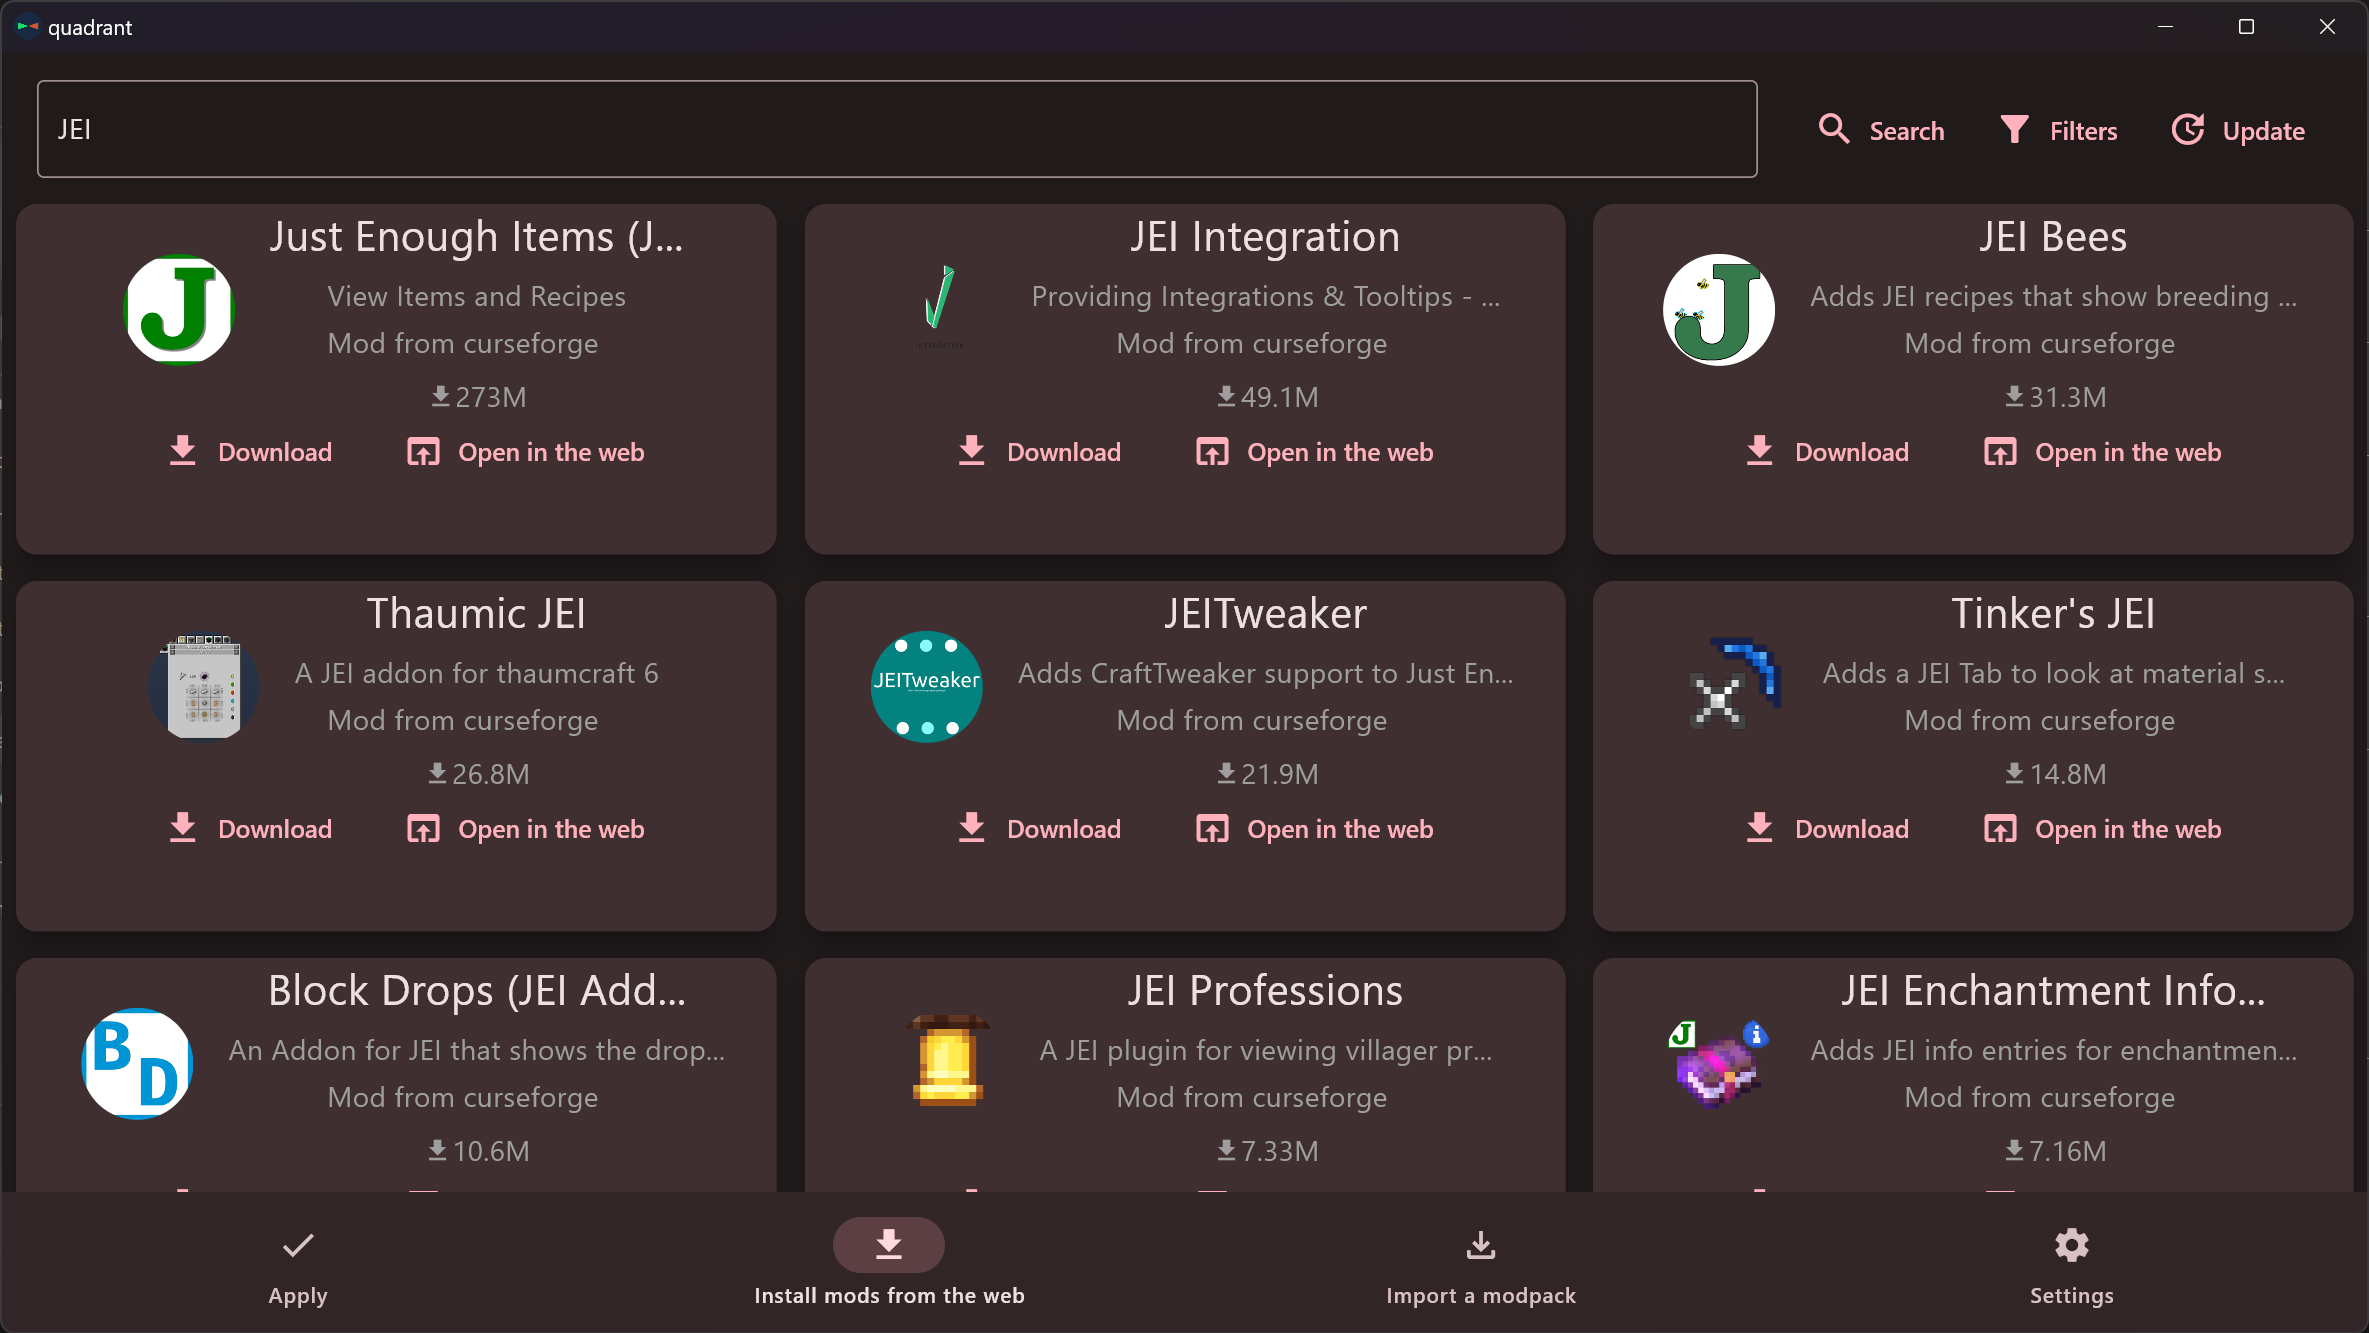 quadrant
JEI
Search
Filters
Update
Just Enough Items (J...
View Items and Recipes
Mod from curseforge
273M
Download
Open in the web
JEI Integration
INTEGRATION
Providing Integrations & Tooltips - ...
Mod from curseforge
49.1M
Download
Open in the web
JEI Bees
Adds JEI recipes that show breeding ...
Mod from curseforge
31.3M
Download
Open in the web
Thaumic JEI
A JEI addon for thaumcraft 6
Mod from curseforge
26.8M
Download
Open in the web
JEITweaker
JEITweaker
Adds CraftTweaker support to Just En...
Mod from curseforge
21.9M
Download
Open in the web
Tinker's JEI
Adds a JEI Tab to look at material s...
Mod from curseforge
14.8M
Download
Open in the web
Block Drops (JEI Add...
BD
An Addon for JEI that shows the drop...
Mod from curseforge
10.6M
JEI Professions
A JEI plugin for viewing villager pr...
Mod from curseforge
7.33M
JEI Enchantment Info...
Adds JEI info entries for enchantmen...
Mod from curseforge
7.16M
Apply
Install mods from the web
Import a modpack
Settings